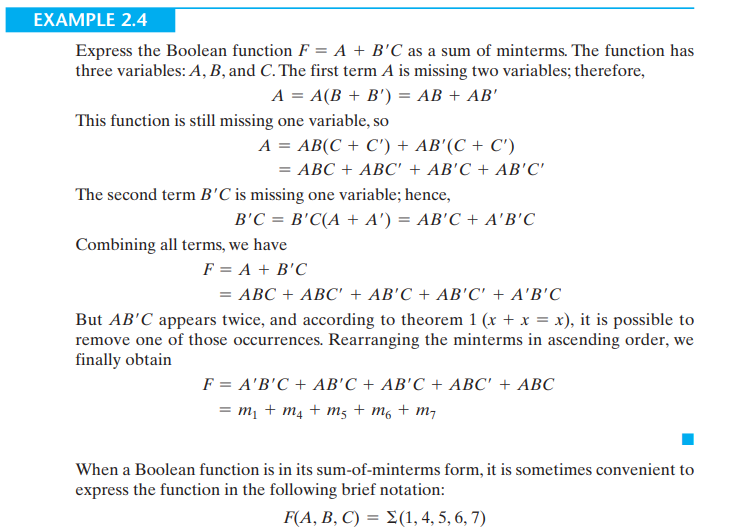 EXAMPLE 2.4
Express the Boolean function F = A + B′C as a sum of minterms. The function has
three variables: A, B, and C. The first term A is missing two variables; therefore,
A = A(B + B′) = AB + AB′
This function is still missing one variable, so
A = AB(C + C′) + AB′(C + C′)
= ABC + ABC′ + AB′C + AB′C′
The second term B′C is missing one variable; hence,
B′C = B′C(A + A′) = AB′C + A′B′C
Combining all terms, we have
F = A + B′C
= ABC + ABC′ + AB′C + AB′C′ + A′B′C
But AB′C appears twice, and according to theorem 1 (x + x = x), it is possible to
remove one of those occurrences. Rearranging the minterms in ascending order, we
finally obtain
F = A′B′C + AB′C + AB′C + ABC′ + ABC
= m₁ + m₄ + m₅ + m₆ + m₇
When a Boolean function is in its sum-of-minterms form, it is sometimes convenient to
express the function in the following brief notation:
F(A, B, C) = Σ(1, 4, 5, 6, 7)